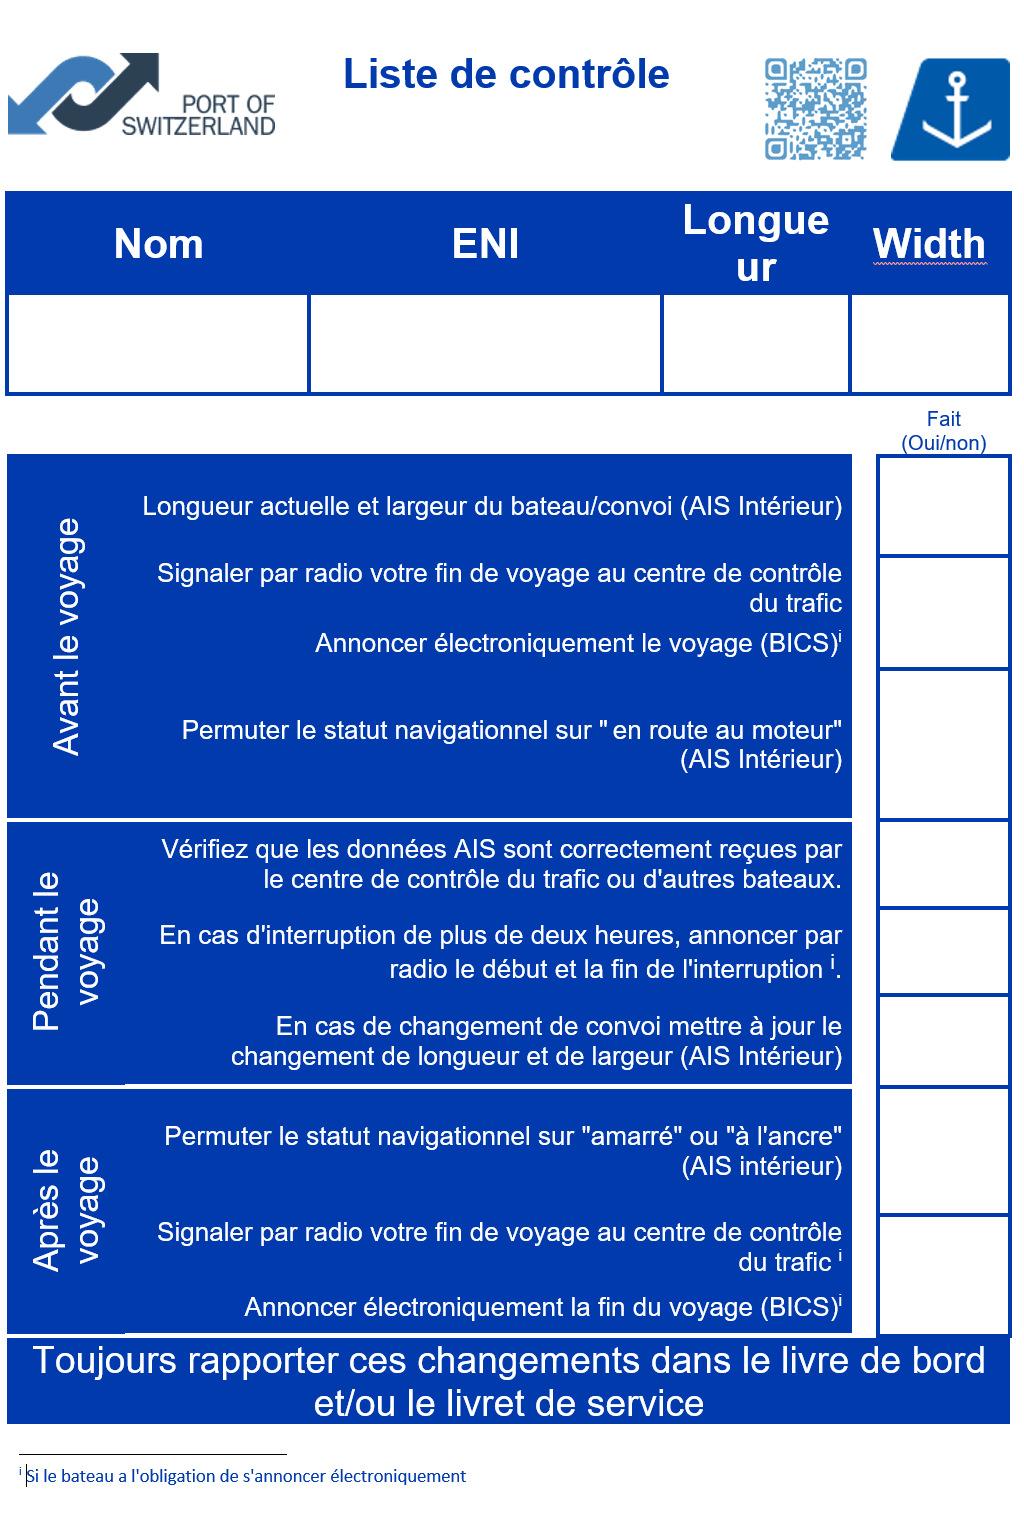 PORT OF
SWITZERLAND
Liste de contrôle
Nom
ENI
Longue
ur
Width
Fait
(Oui/non)
Avant le voyage
Longueur actuelle et largeur du bateau/convoi (AIS Intérieur)
Signaler par radio votre fin de voyage au centre de contrôle
du trafic
Annoncer électroniquement le voyage (BICS)i
Permuter le statut navigationnel sur " en route au moteur"
(AIS Intérieur)
Pendant le
voyage
Vérifiez que les données AIS sont correctement reçues par
le centre de contrôle du trafic ou d'autres bateaux.
En cas d'interruption de plus de deux heures, annoncer par
radio le début et la fin de l'interruption i.
En cas de changement de convoi mettre à jour le
changement de longueur et de largeur (AIS Intérieur)
Après le
voyage
Permuter le statut navigationnel sur "amarré" ou "à l'ancre"
(AIS intérieur)
Signaler par radio votre fin de voyage au centre de contrôle
du trafic i
Annoncer électroniquement la fin du voyage (BICS)i
Toujours rapporter ces changements dans le livre de bord
et/ou le livret de service
i Si le bateau a l'obligation de s'annoncer électroniquement